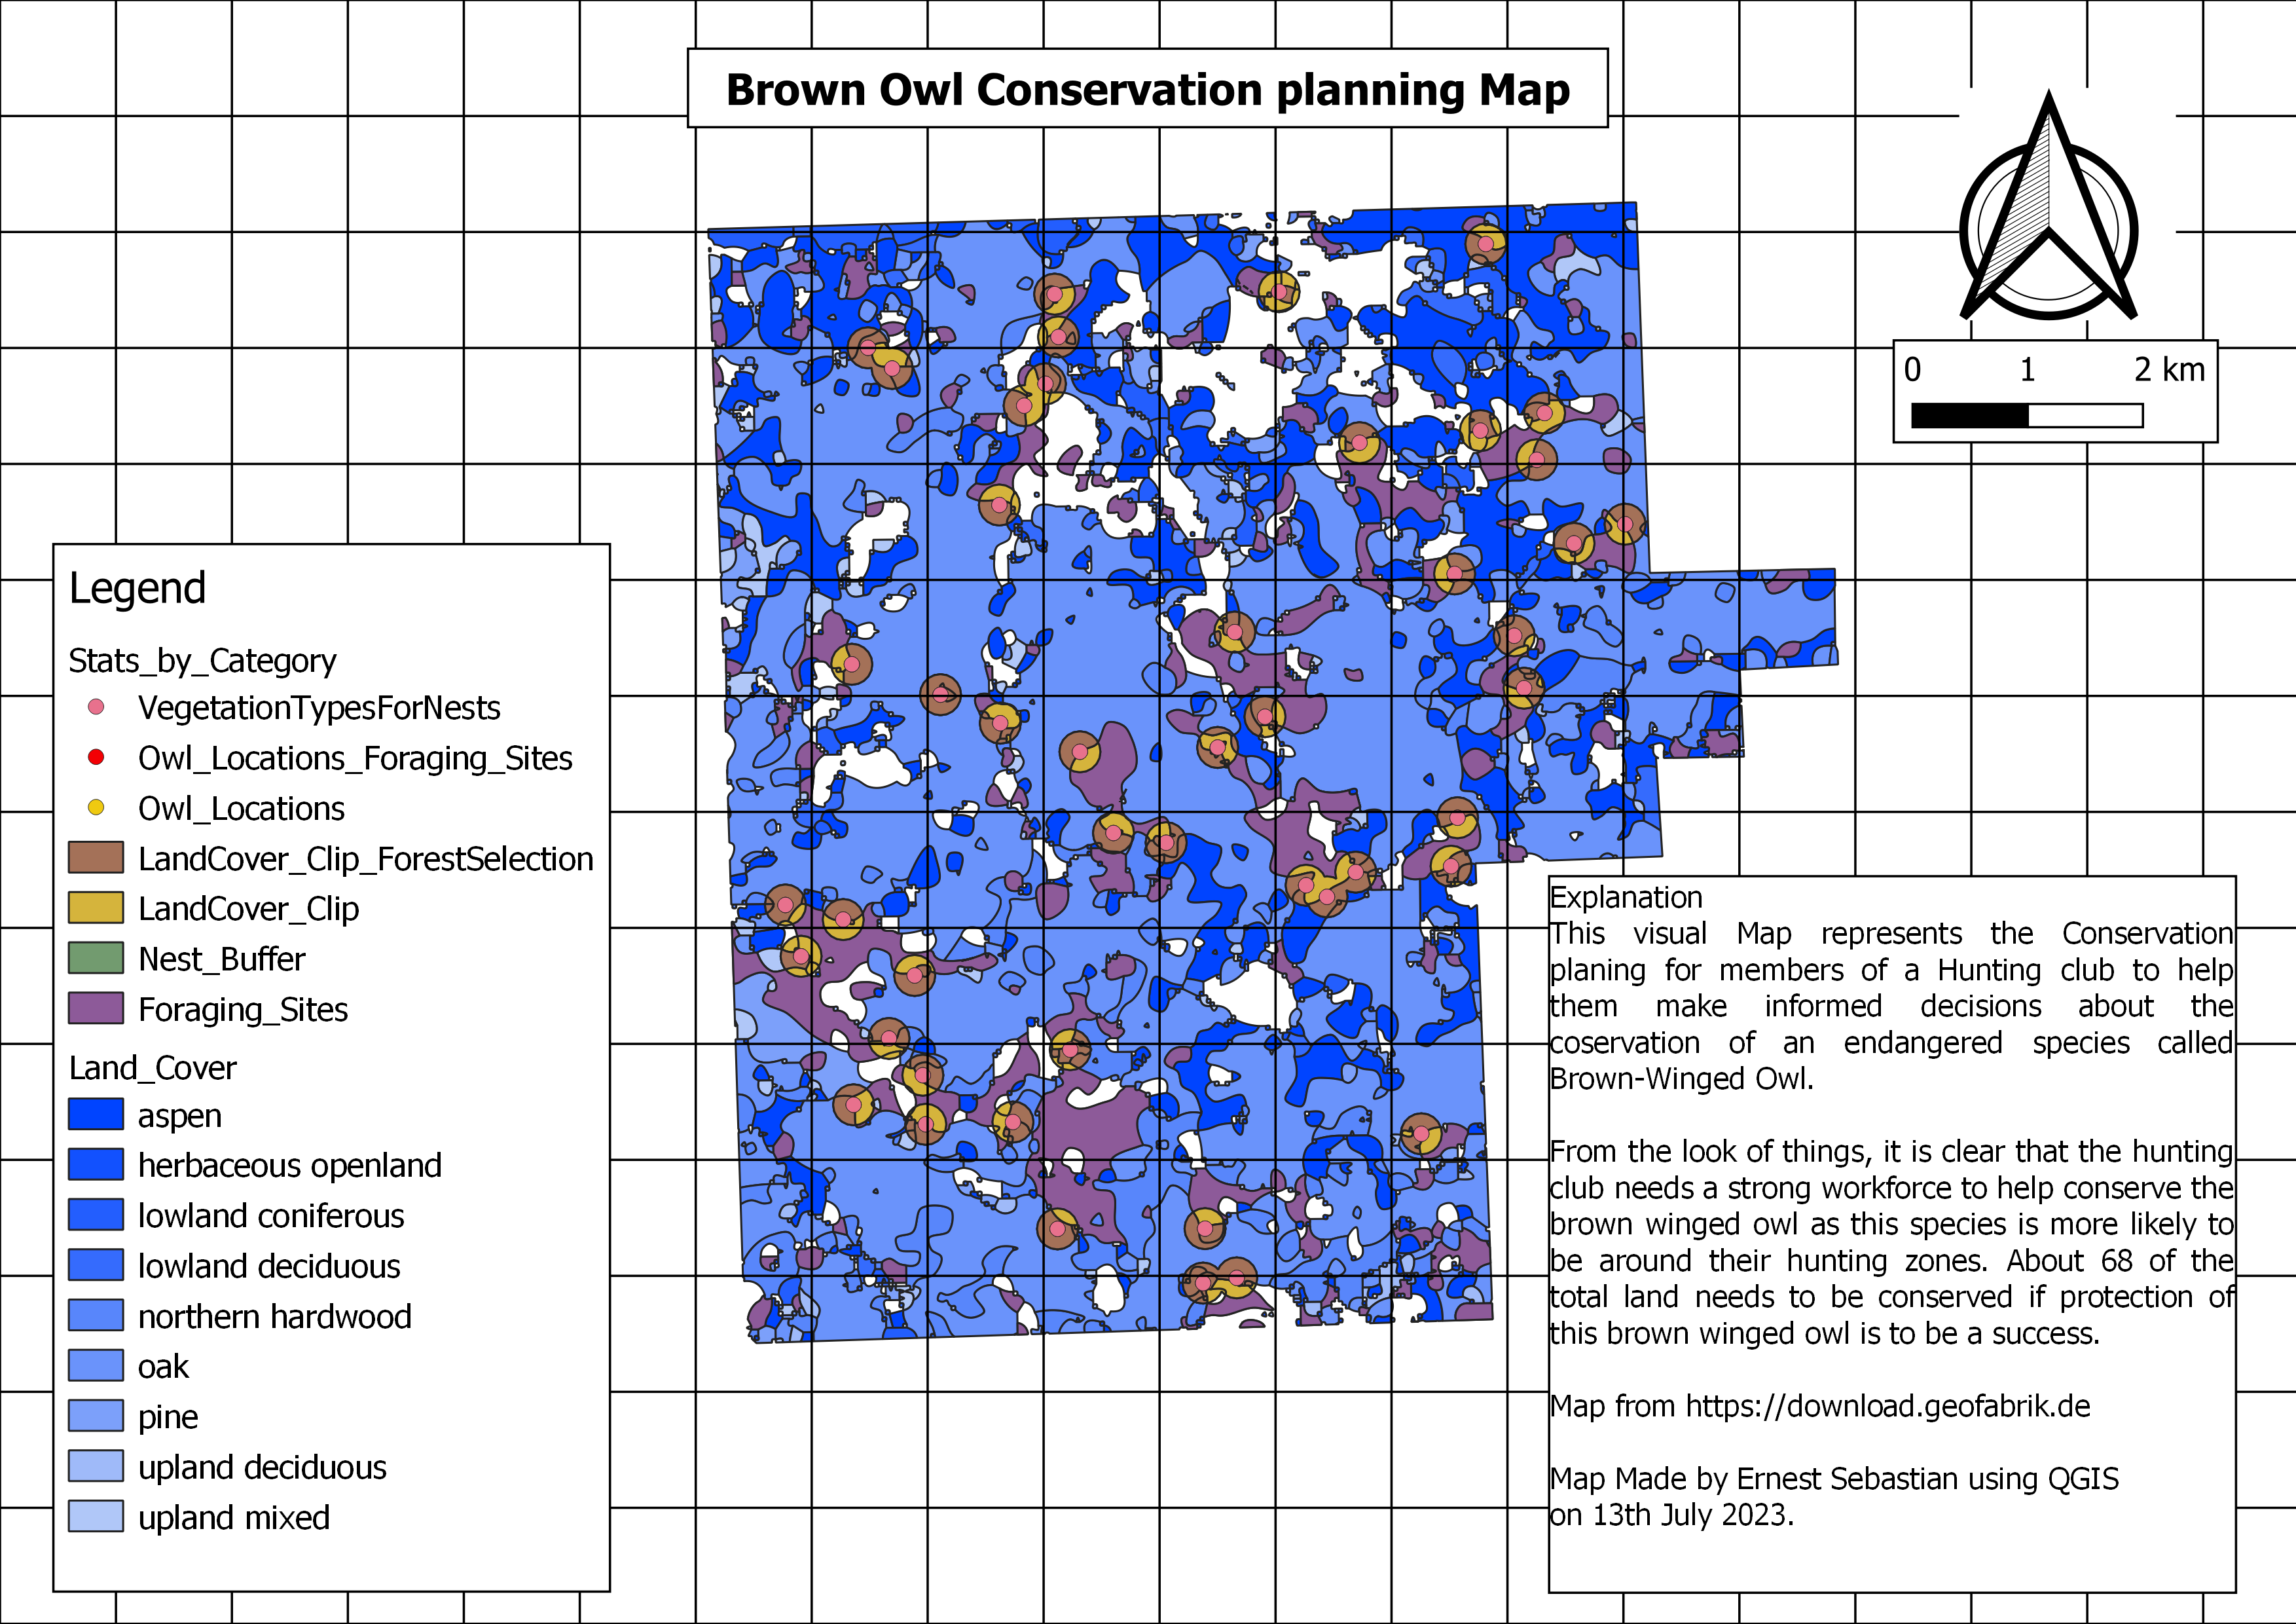 Brown Owl Conservation planning Map
0 1 2 km
Legend
Stats_by_Category
VegetationTypesForNests
Owl_Locations_Foraging_Sites
Owl_Locations
LandCover_Clip_ForestSelection
LandCover_Clip
Nest_Buffer
Foraging_Sites
Land_Cover
aspen
herbaceous openland
lowland coniferous
lowland deciduous
northern hardwood
oak
pine
upland deciduous
upland mixed
Explanation
This visual Map represents the Conservation
planing for members of a Hunting club to help
them make informed decisions about the
coservation of an endangered species called
Brown-Winged Owl.
From the look of things, it is clear that the hunting
club needs a strong workforce to help conserve the
brown winged owl as this species is more likely to
be around their hunting zones. About 68 of the
total land needs to be conserved if protection of
this brown winged owl is to be a success.
Map from https://download.geofabrik.de
Map Made by Ernest Sebastian using QGIS
on 13th July 2023.